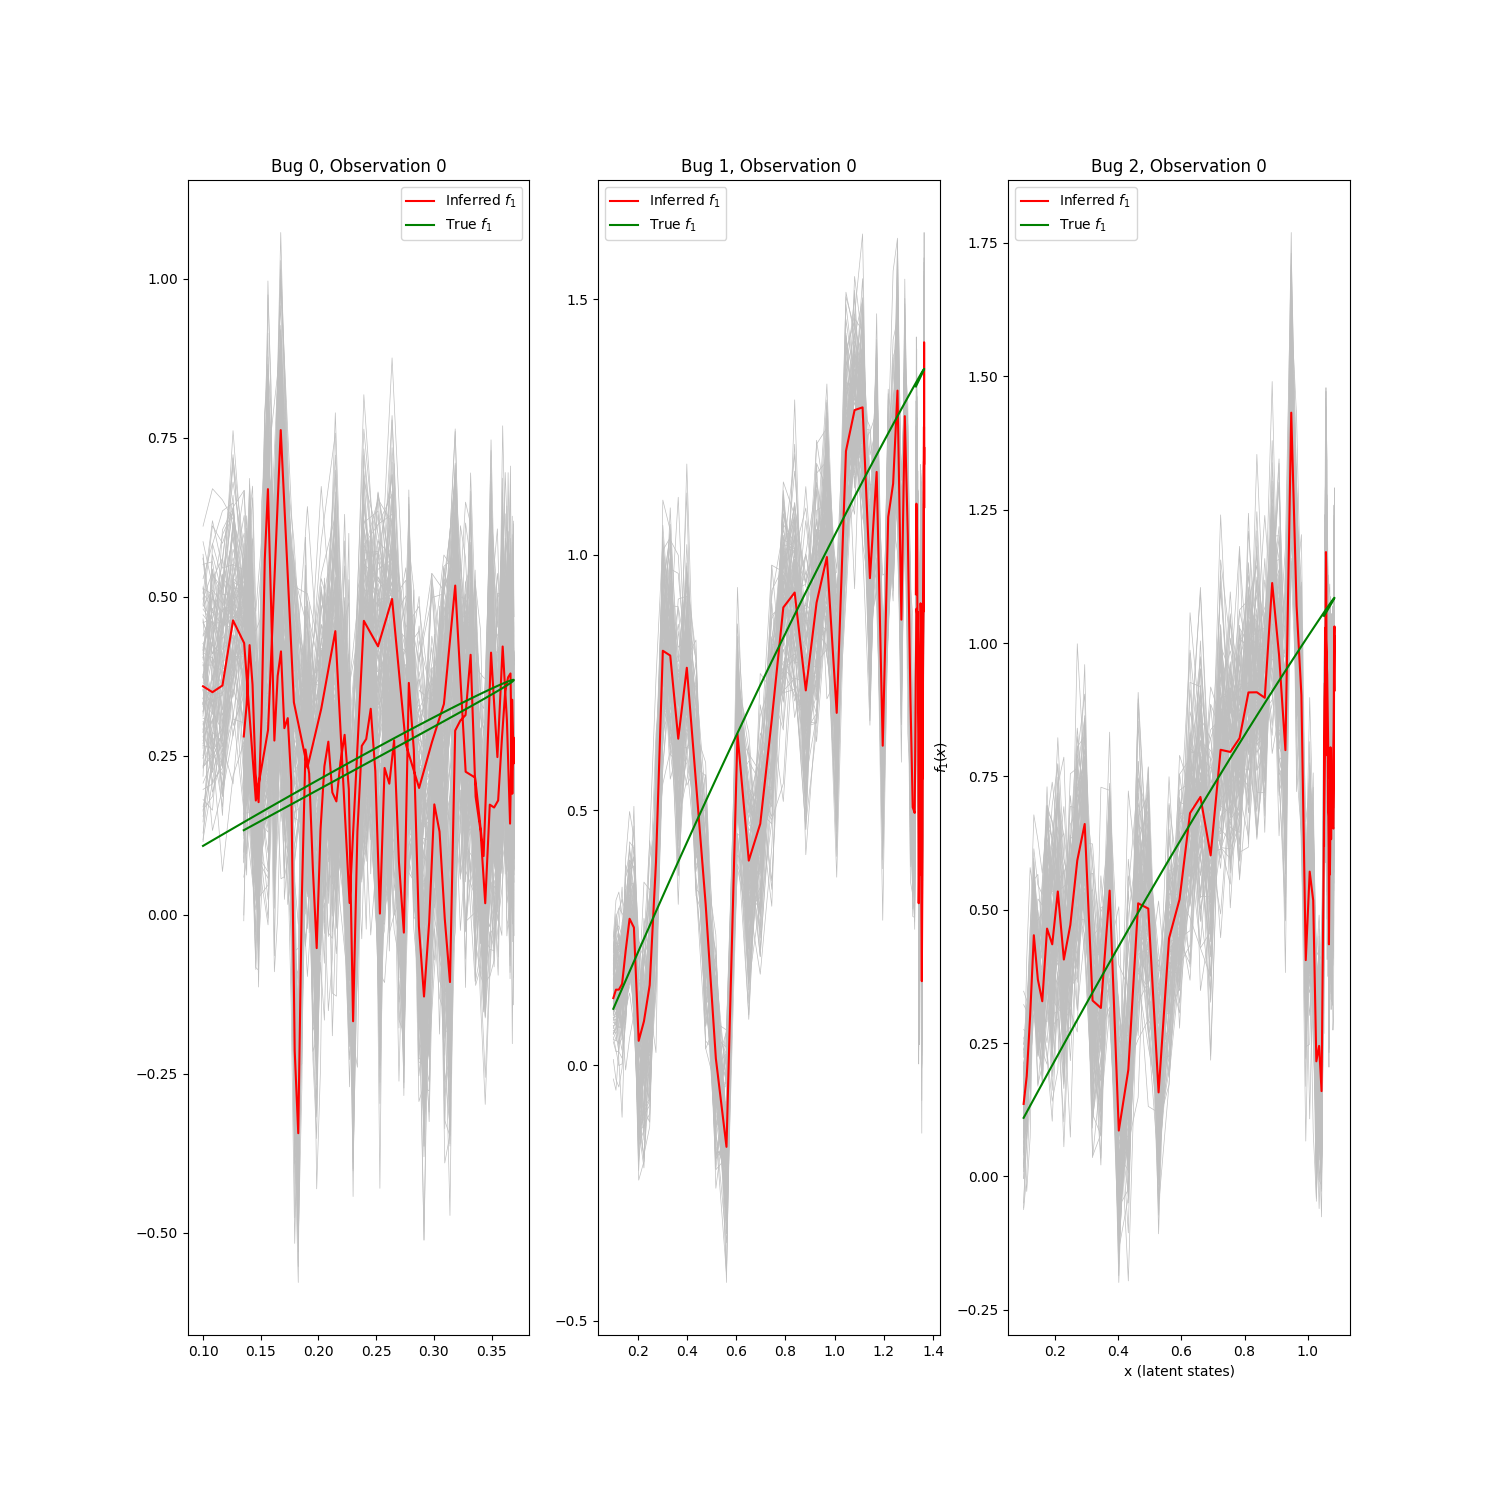 Bug 0, Observation 0
Inferred f₁
True f₁
1.00
0.75
0.50
0.25
0.00
−0.25
−0.50
0.10 0.15 0.20 0.25 0.30 0.35
Bug 1, Observation 0
Inferred f₁
True f₁
1.5
1.0
0.5
0.0
−0.5
0.2 0.4 0.6 0.8 1.0 1.2 1.4
Bug 2, Observation 0
Inferred f₁
True f₁
f₁(x)
1.75
1.50
1.25
1.00
0.75
0.50
0.25
0.00
−0.25
0.2 0.4 0.6 0.8 1.0
x (latent states)